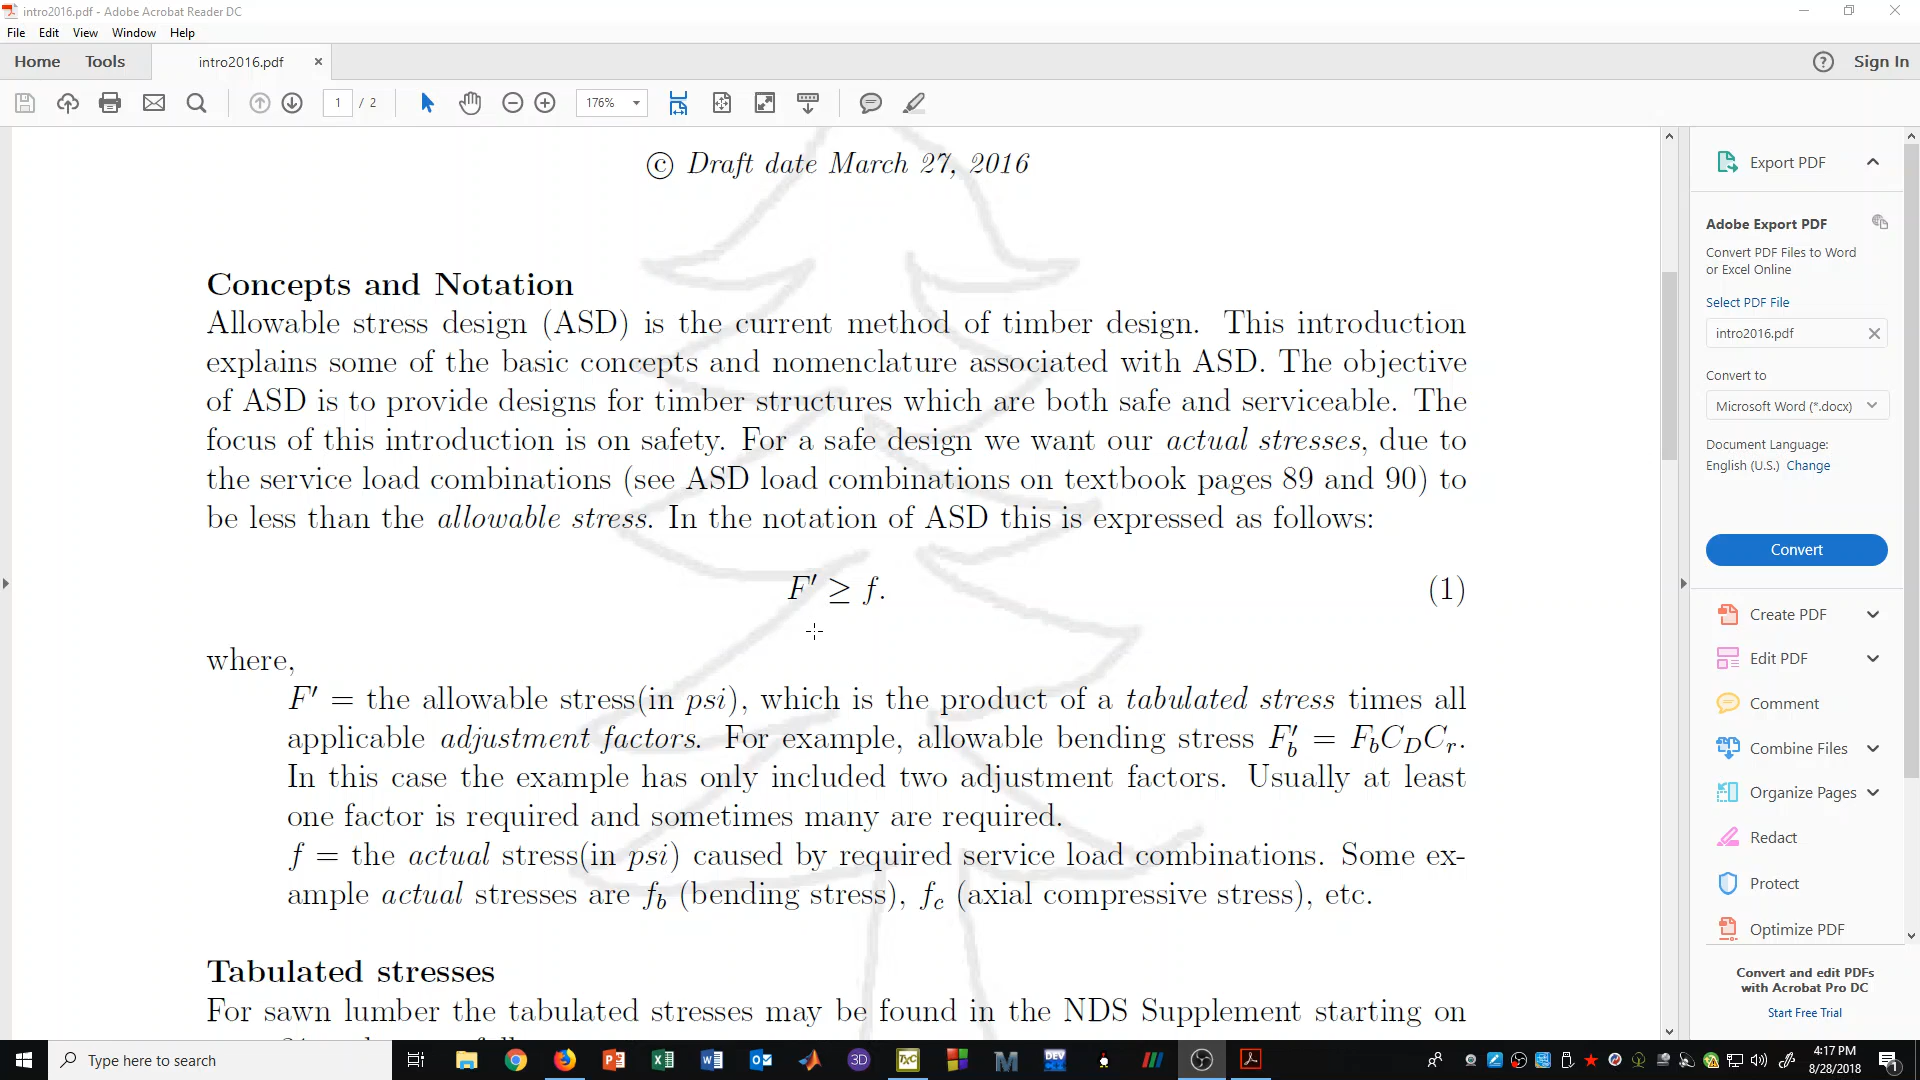 intro2016.pdf - Adobe Acrobat Reader DC
File Edit View Window Help
Home Tools intro2016.pdf × Sign In
1 / 2 176%
© Draft date March 27, 2016
Concepts and Notation
Allowable stress design (ASD) is the current method of timber design. This introduction
explains some of the basic concepts and nomenclature associated with ASD. The objective
of ASD is to provide designs for timber structures which are both safe and serviceable. The
focus of this introduction is on safety. For a safe design we want our actual stresses, due to
the service load combinations (see ASD load combinations on textbook pages 89 and 90) to
be less than the allowable stress. In the notation of ASD this is expressed as follows:
F′ ≥ f. (1)
where,
F′ = the allowable stress(in psi), which is the product of a tabulated stress times all
applicable adjustment factors. For example, allowable bending stress F′b = FbCDCr.
In this case the example has only included two adjustment factors. Usually at least
one factor is required and sometimes many are required.
f = the actual stress(in psi) caused by required service load combinations. Some ex-
ample actual stresses are fb (bending stress), fc (axial compressive stress), etc.
Tabulated stresses
For sawn lumber the tabulated stresses may be found in the NDS Supplement starting on
Export PDF
Adobe Export PDF
Convert PDF Files to Word
or Excel Online
Select PDF File
intro2016.pdf
Convert to
Microsoft Word (*.docx)
Document Language:
English (U.S.) Change
Convert
Create PDF
Edit PDF
Comment
Combine Files
Organize Pages
Redact
Protect
Optimize PDF
Convert and edit PDFs
with Acrobat Pro DC
Start Free Trial
Type here to search
4:17 PM
8/28/2018